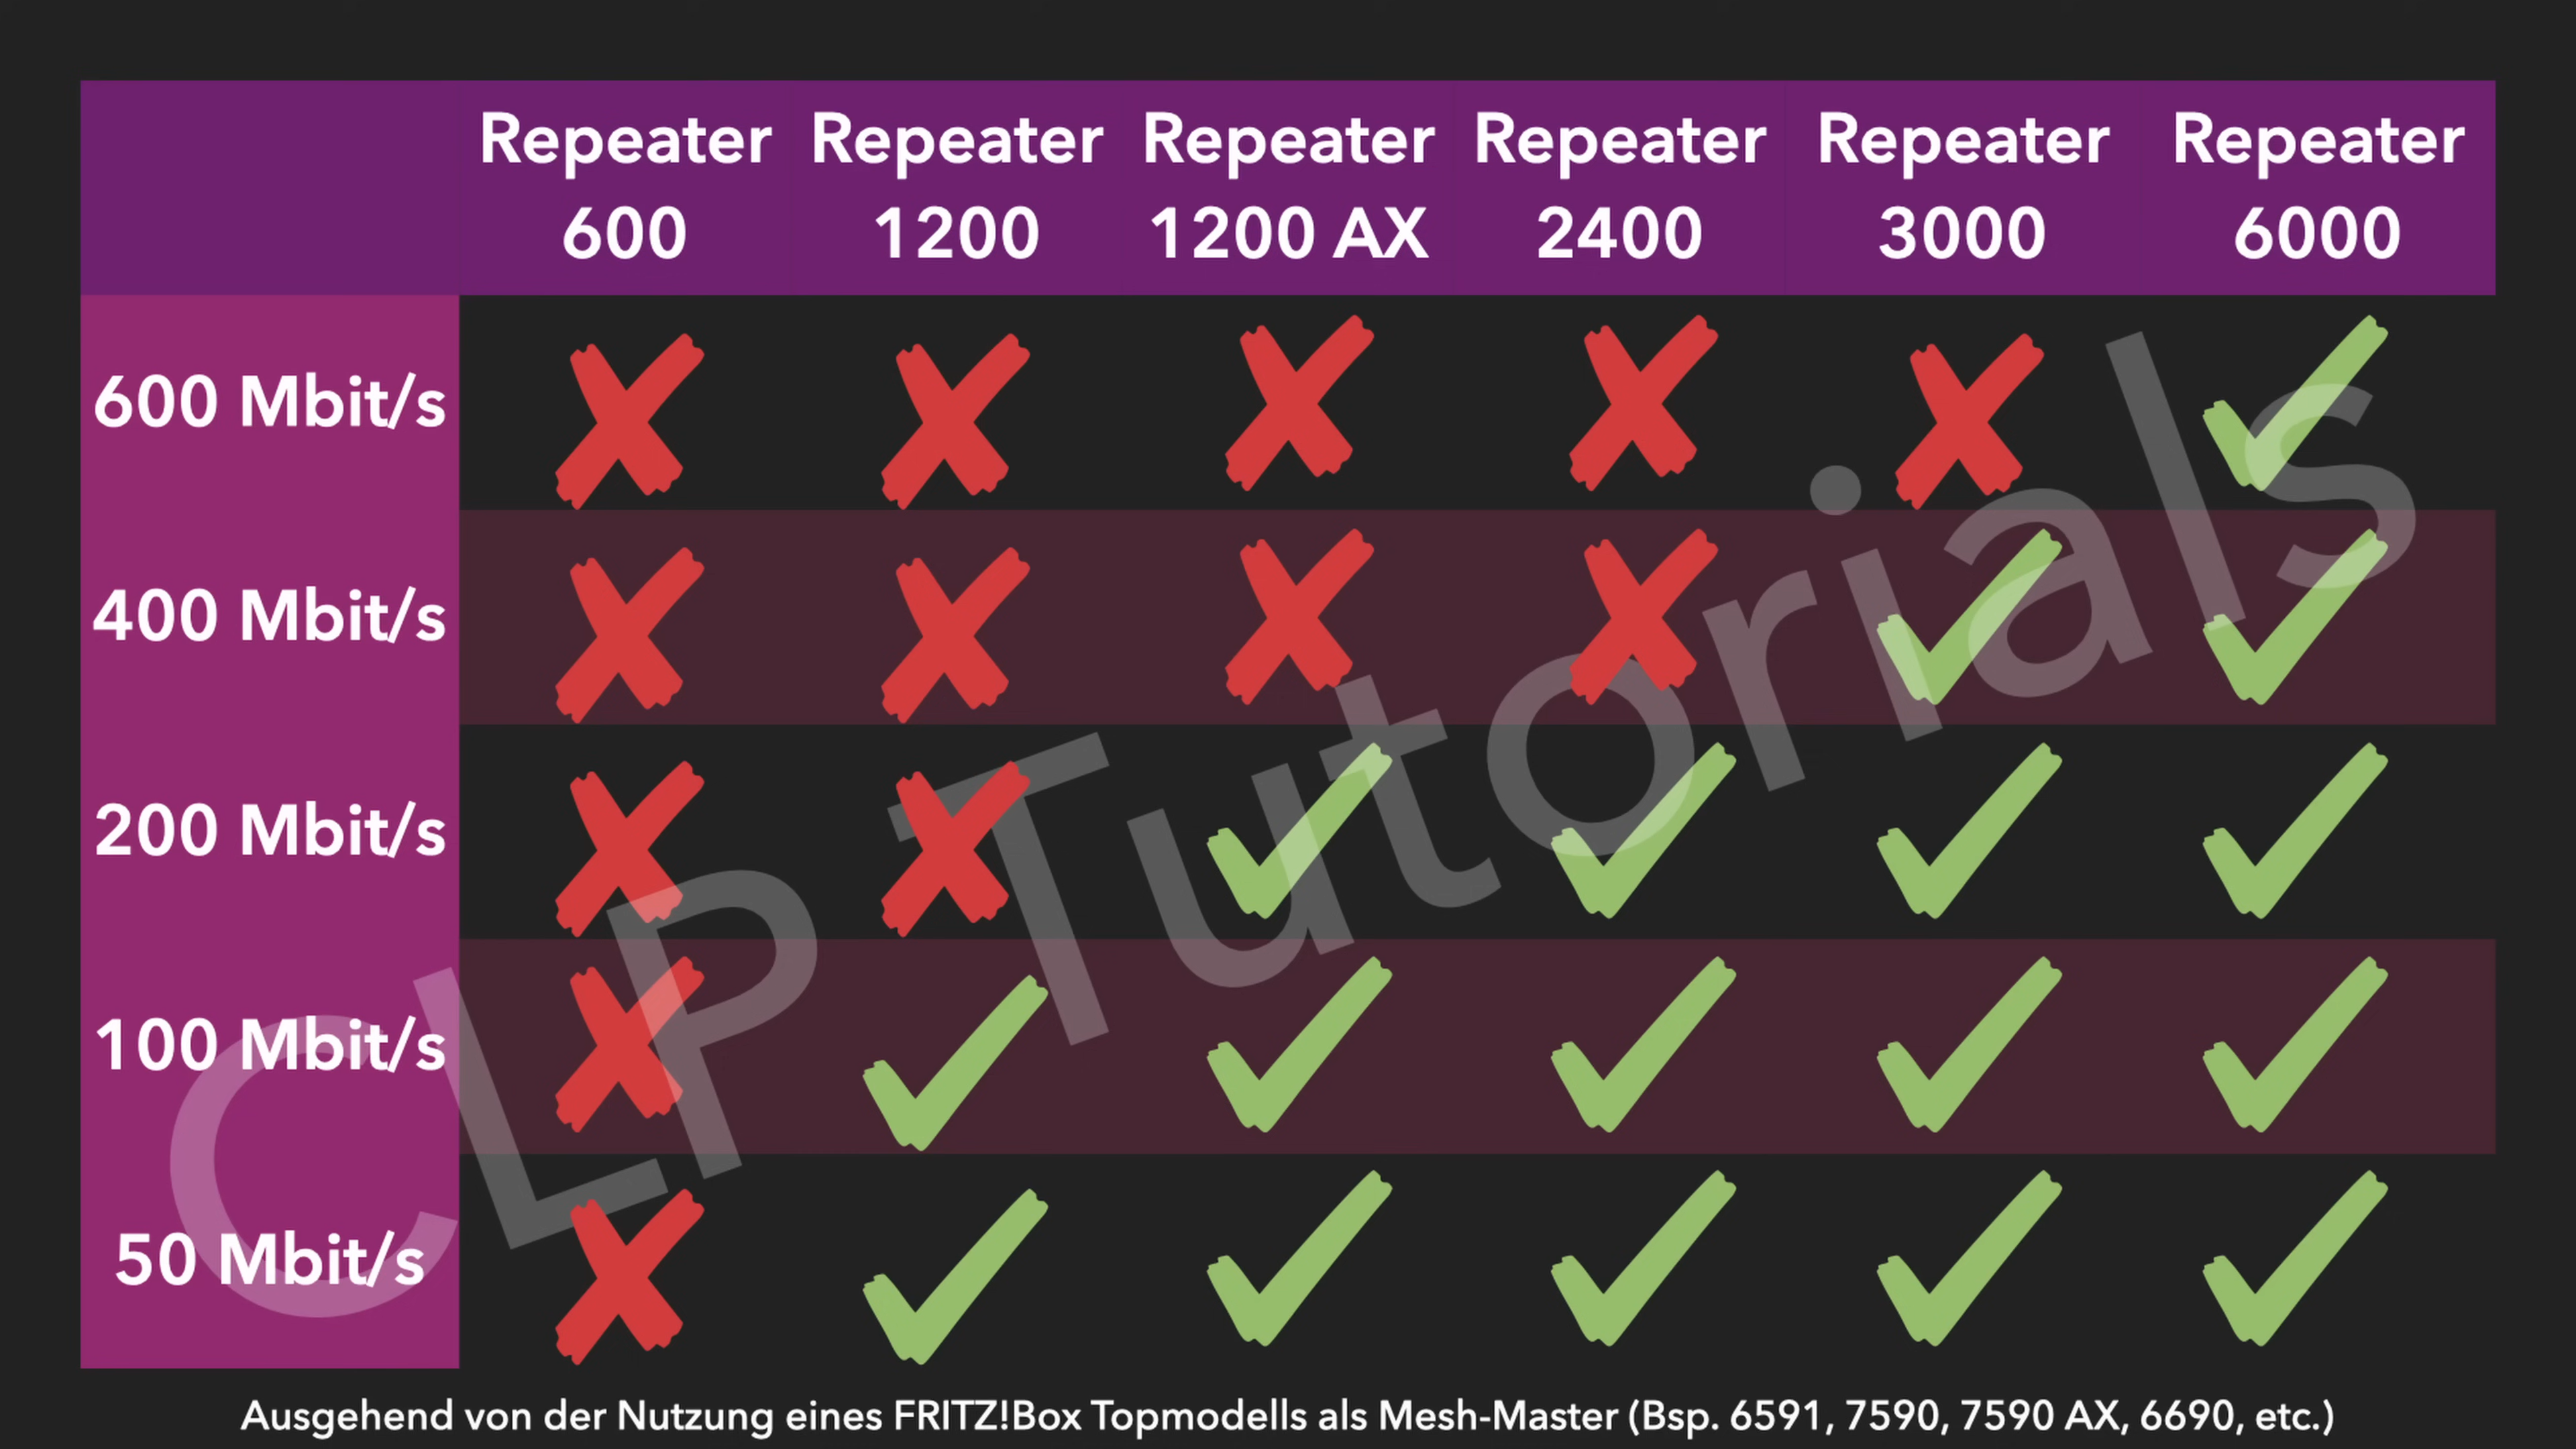 Repeater 600 Repeater 1200 Repeater 1200 AX Repeater 2400 Repeater 3000 Repeater 6000
600 Mbit/s
400 Mbit/s
200 Mbit/s
100 Mbit/s
50 Mbit/s
CLP Tutorials
Ausgehend von der Nutzung eines FRITZ!Box Topmodells als Mesh-Master (Bsp. 6591, 7590, 7590 AX, 6690, etc.)